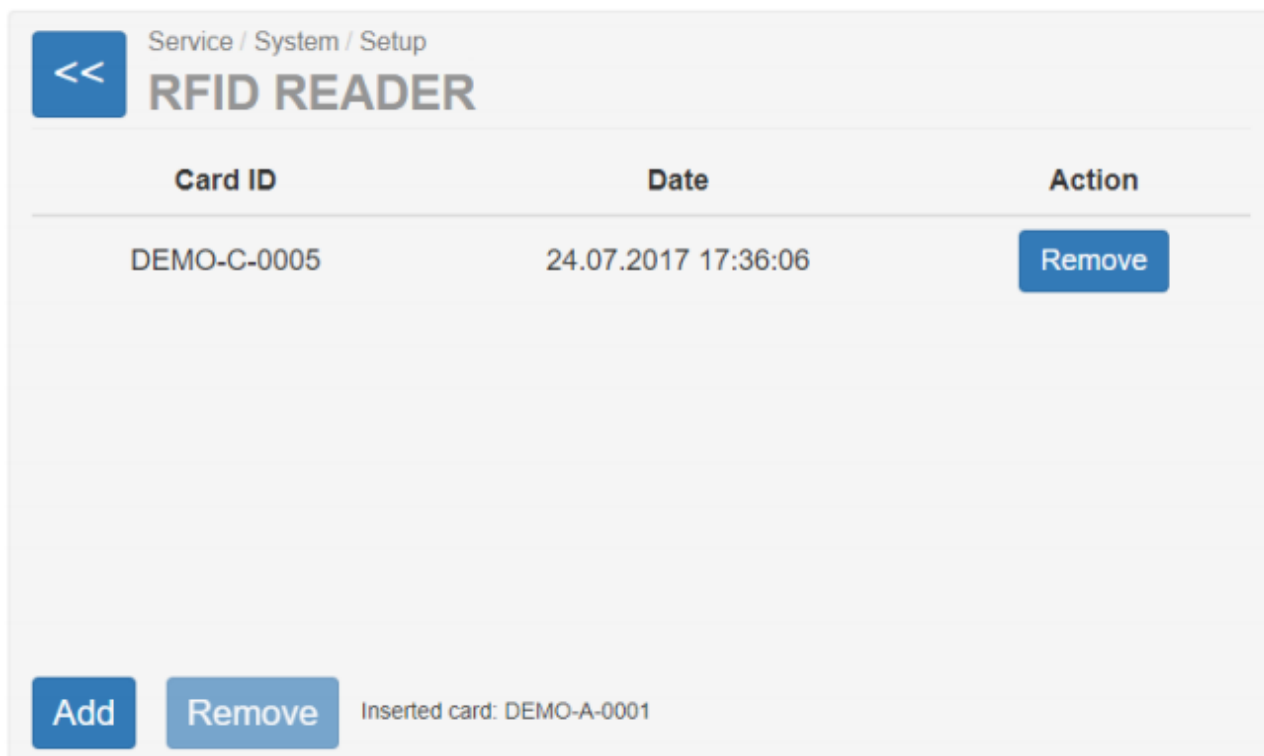 << Service / System / Setup
RFID READER
Card ID Date Action
DEMO-C-0005 24.07.2017 17:36:06 Remove
Add Remove Inserted card: DEMO-A-0001